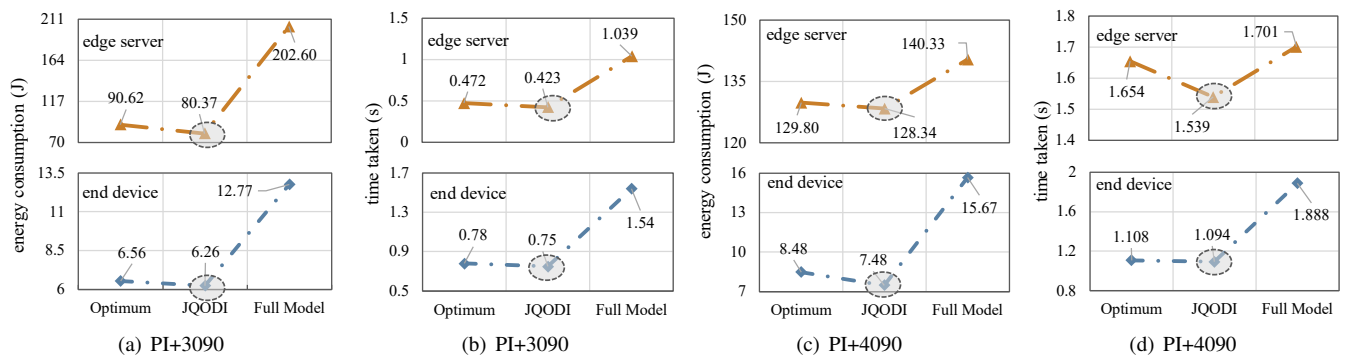 energy consumption (J)
211
164
117
70
edge server
90.62
80.37
202.60
13.5
11
8.5
6
end device
6.56
6.26
12.77
Optimum JQODI Full Model
(a) PI+3090
time taken (s)
1.5
1
0.5
0
edge server
0.472
0.423
1.039
1.7
1.3
0.9
0.5
end device
0.78
0.75
1.54
Optimum JQODI Full Model
(b) PI+3090
energy consumption (J)
150
135
120
edge server
129.80
128.34
140.33
16
13
10
7
end device
8.48
7.48
15.67
Optimum JQODI Full Model
(c) PI+4090
time taken (s)
1.8
1.7
1.6
1.5
1.4
edge server
1.654
1.539
1.701
2
1.6
1.2
0.8
end device
1.108
1.094
1.888
Optimum JQODI Full Model
(d) PI+4090